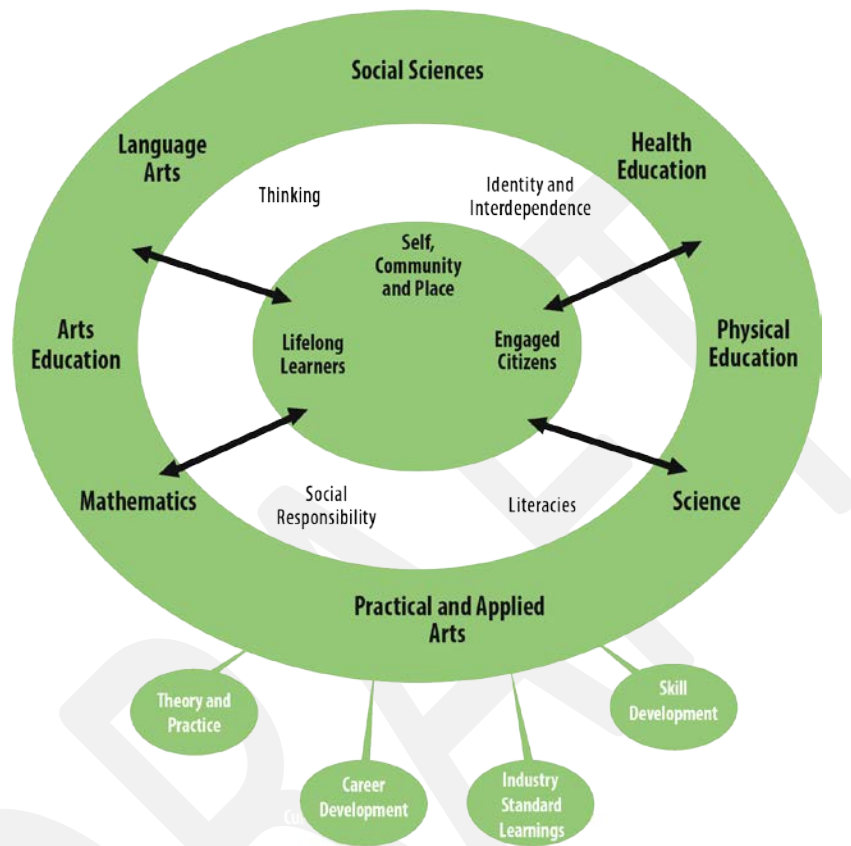 Social Sciences
Language
Arts
Health
Education
Thinking
Identity and
Interdependence
Self,
Community
and Place
Arts
Education
Lifelong
Learners
Engaged
Citizens
Physical
Education
Mathematics
Social
Responsibility
Literacies
Science
Practical and Applied
Arts
Theory and
Practice
Skill
Development
Career
Development
Industry
Standard
Learnings